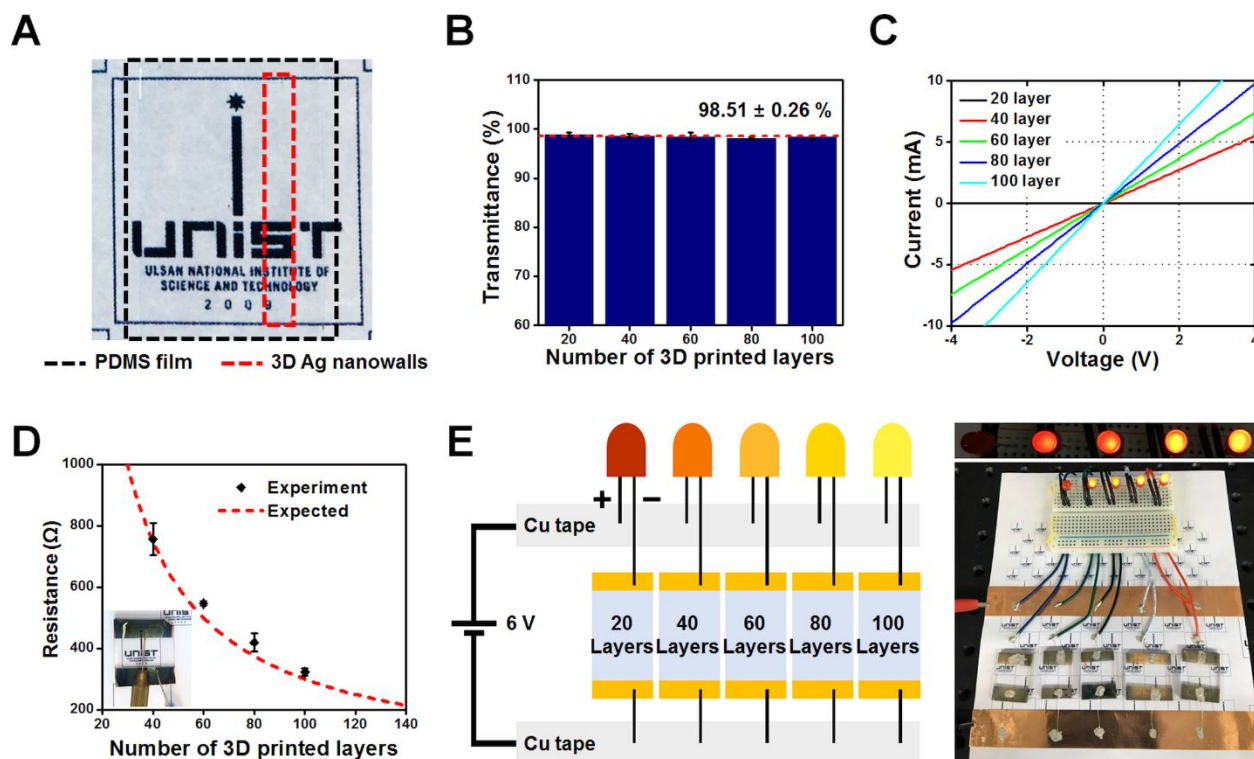 A
UNIST
ULSAN NATIONAL INSTITUTE OF
SCIENCE AND TECHNOLOGY
2 0 0 9
PDMS film
3D Ag nanowalls
B
Transmittance (%)
110
100
90
80
70
60
98.51 ± 0.26 %
20 40 60 80 100
Number of 3D printed layers
C
Current (mA)
10
5
0
-5
-10
20 layer
40 layer
60 layer
80 layer
100 layer
-4 -2 0 2 4
Voltage (V)
D
Resistance (Ω)
1000
800
600
400
200
Experiment
Expected
UNIST
20 40 60 80 100 120 140
Number of 3D printed layers
E
+ −
Cu tape
6 V
20 Layers
40 Layers
60 Layers
80 Layers
100 Layers
Cu tape
UNIST